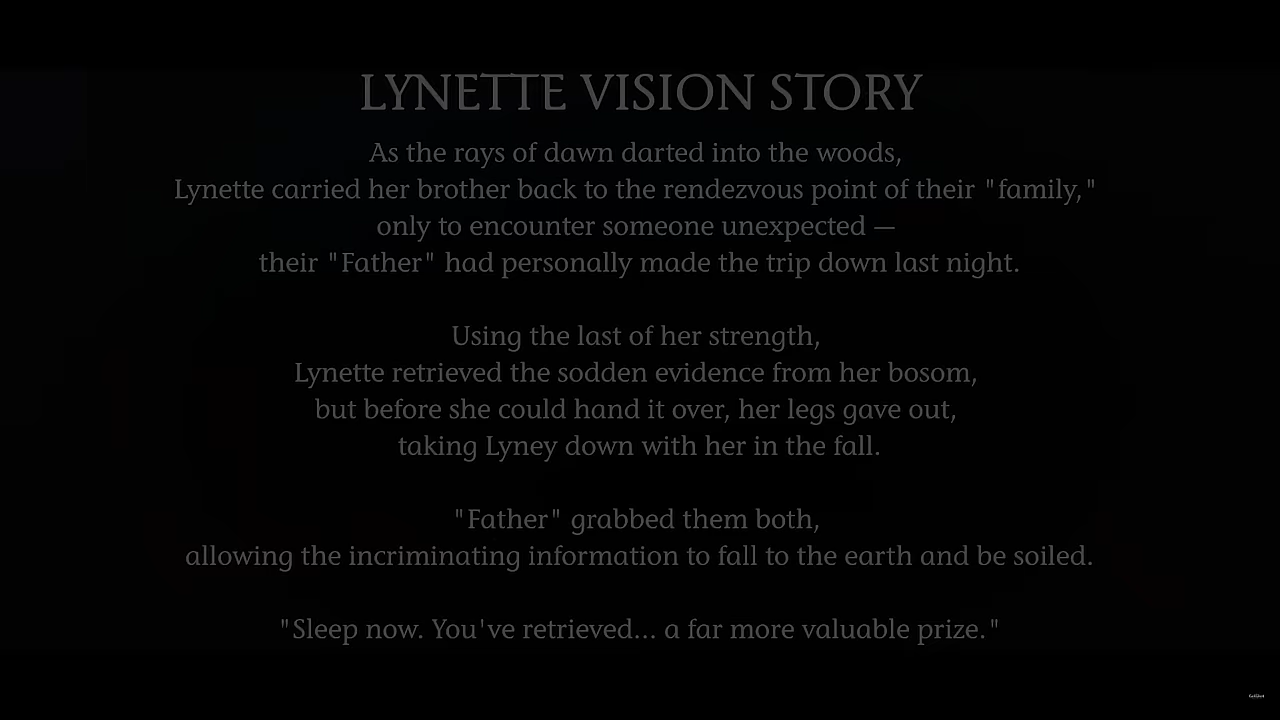 LYNETTE VISION STORY
As the rays of dawn darted into the woods,
Lynette carried her brother back to the rendezvous point of their "family,"
only to encounter someone unexpected —
their "Father" had personally made the trip down last night.
Using the last of her strength,
Lynette retrieved the sodden evidence from her bosom,
but before she could hand it over, her legs gave out,
taking Lyney down with her in the fall.
"Father" grabbed them both,
allowing the incriminating information to fall to the earth and be soiled.
"Sleep now. You've retrieved... a far more valuable prize."